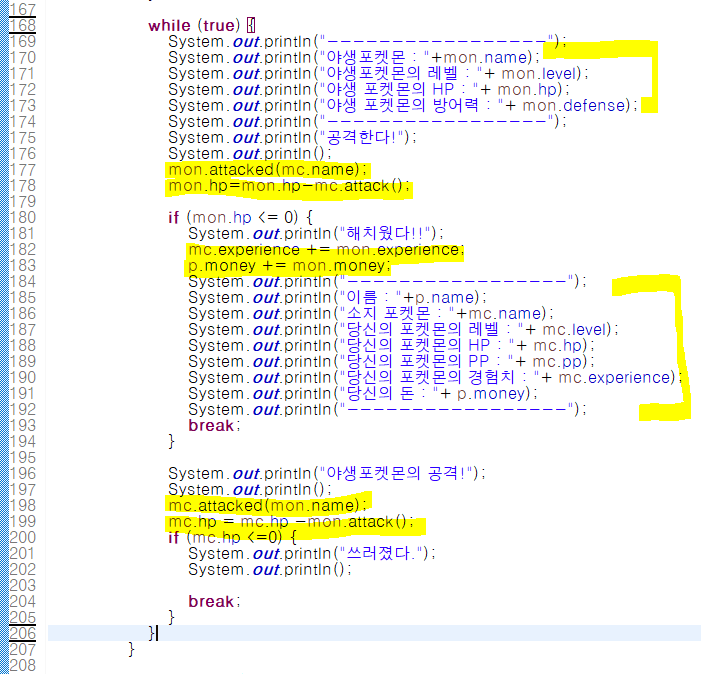 167
168 while (true) {
169 System.out.println("-----------------");
170 System.out.println("야생포켓몬 : "+mon.name);
171 System.out.println("야생포켓몬의 레벨 : "+ mon.level);
172 System.out.println("야생 포켓몬의 HP : "+ mon.hp);
173 System.out.println("야생 포켓몬의 방어력 : "+ mon.defense);
174 System.out.println("-----------------");
175 System.out.println("공격한다!");
176 System.out.println();
177 mon.attacked(mc.name);
178 mon.hp=mon.hp-mc.attack();
179
180 if (mon.hp <= 0) {
181 System.out.println("해치웠다!!");
182 mc.experience += mon.experience;
183 p.money += mon.money;
184 System.out.println("-----------------");
185 System.out.println("이름 : "+p.name);
186 System.out.println("소지 포켓몬 : "+mc.name);
187 System.out.println("당신의 포켓몬의 레벨 : "+ mc.level);
188 System.out.println("당신의 포켓몬의 HP : "+ mc.hp);
189 System.out.println("당신의 포켓몬의 PP : "+ mc.pp);
190 System.out.println("당신의 포켓몬의 경험치 : "+ mc.experience);
191 System.out.println("당신의 돈 : "+ p.money);
192 System.out.println("-----------------");
193 break;
194 }
195
196 System.out.println("야생포켓몬의 공격!");
197 System.out.println();
198 mc.attacked(mon.name);
199 mc.hp = mc.hp -mon.attack();
200 if (mc.hp <=0) {
201 System.out.println("쓰러졌다.");
202 System.out.println();
203
204 break;
205 }
206 }
207 }
208